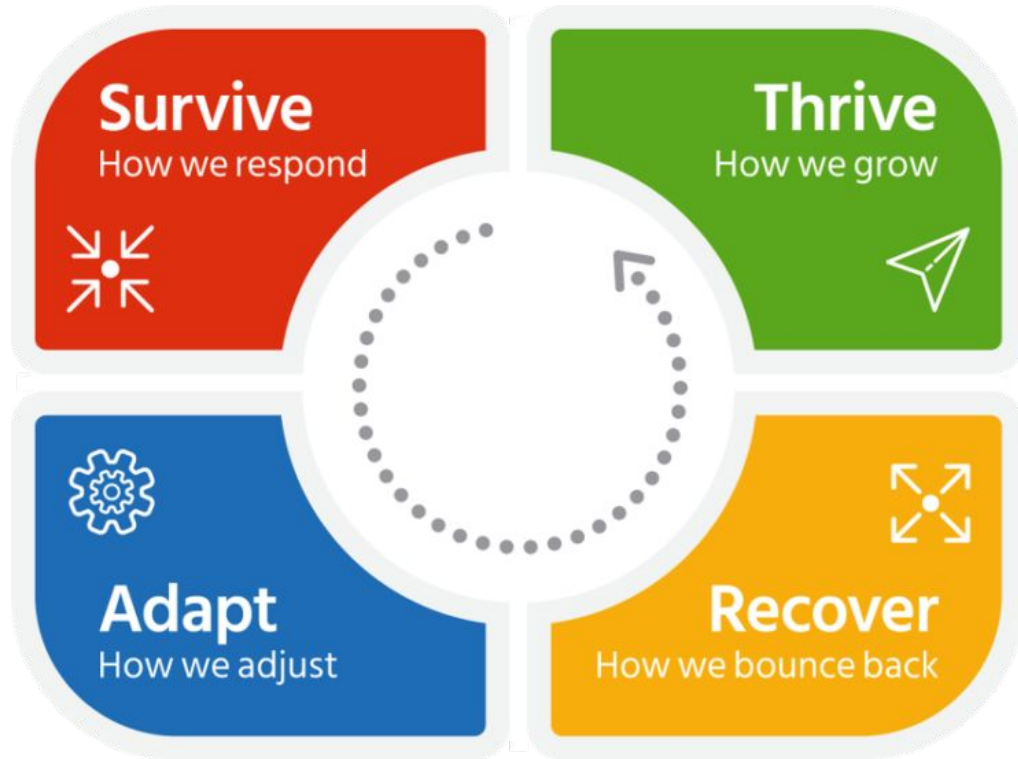 Survive
How we respond
Thrive
How we grow
Adapt
How we adjust
Recover
How we bounce back